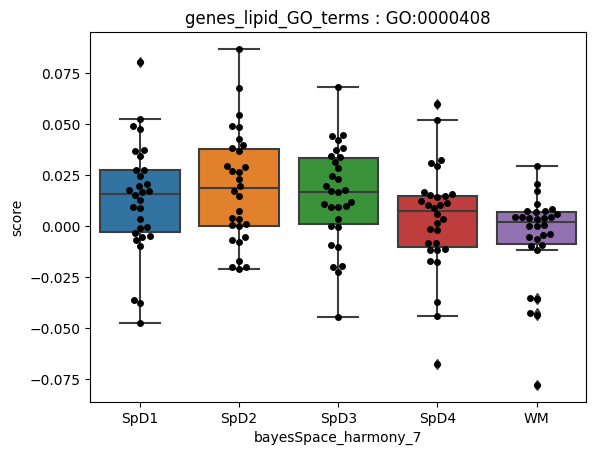 genes_lipid_GO_terms : GO:0000408
score
0.075
0.050
0.025
0.000
−0.025
−0.050
−0.075
SpD1 SpD2 SpD3 SpD4 WM
bayesSpace_harmony_7